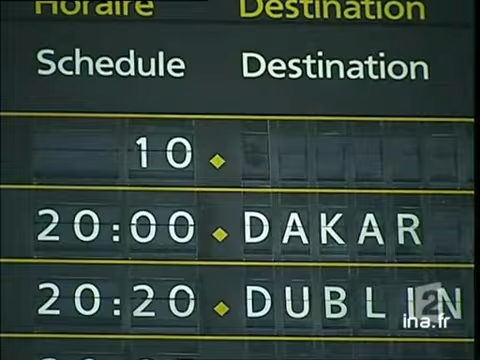 Horaire Destination
Schedule Destination
10
20:00 DAKAR
20:20 DUBLIN
2
ina.fr